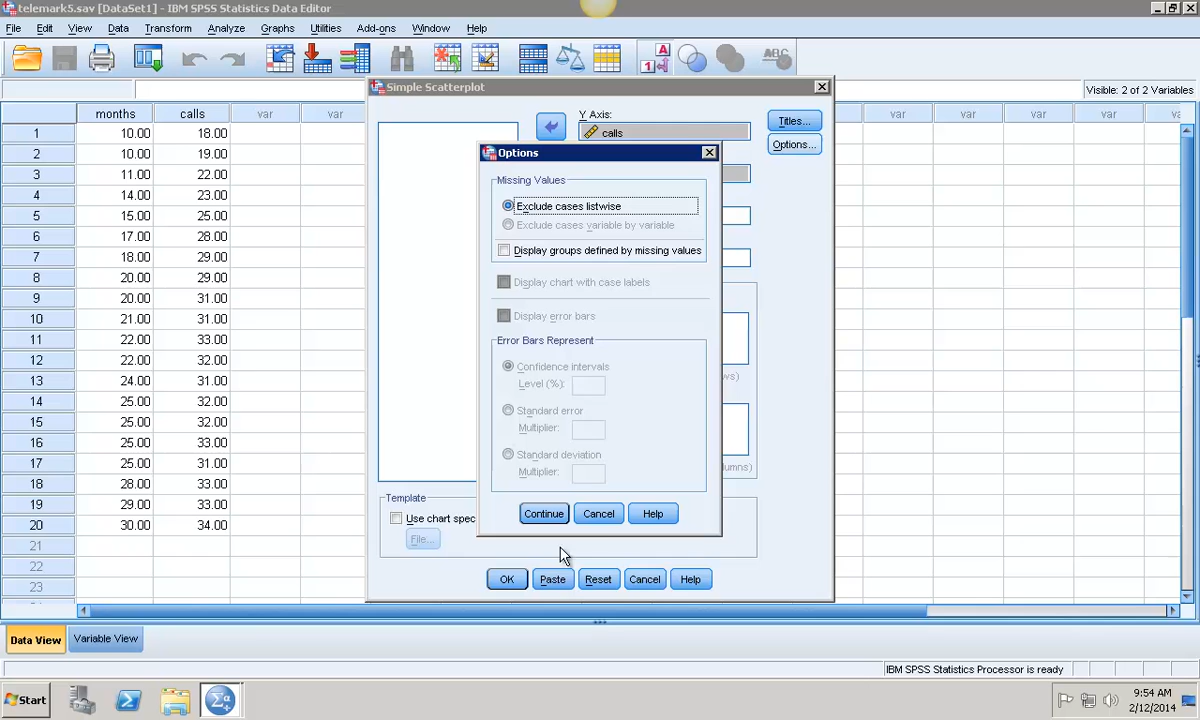 telemark5.sav [DataSet1] - IBM SPSS Statistics Data Editor
File Edit View Data Transform Analyze Graphs Utilities Add-ons Window Help
Visible: 2 of 2 Variables
months calls var var var var var
1 10.00 18.00
2 10.00 19.00
3 11.00 22.00
4 14.00 23.00
5 15.00 25.00
6 17.00 28.00
7 18.00 29.00
8 20.00 29.00
9 20.00 31.00
10 21.00 31.00
11 22.00 33.00
12 22.00 32.00
13 24.00 31.00
14 25.00 32.00
15 25.00 32.00
16 25.00 33.00
17 25.00 31.00
18 28.00 33.00
19 29.00 33.00
20 30.00 34.00
21
22
23
Simple Scatterplot
Y Axis:
calls
Titles...
Options...
Template
Use chart spec
File...
OK Paste Reset Cancel Help
Options
Missing Values
Exclude cases listwise
Exclude cases variable by variable
Display groups defined by missing values
Display chart with case labels
Display error bars
Error Bars Represent
Confidence intervals
Level (%):
Standard error
Multiplier:
Standard deviation
Multiplier:
Continue Cancel Help
Data View Variable View
IBM SPSS Statistics Processor is ready
Start
9:54 AM
2/12/2014